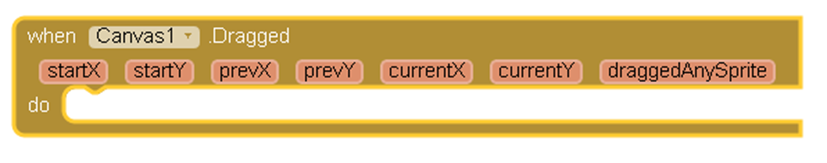 when Canvas1 .Dragged
startX startY prevX prevY currentX currentY draggedAnySprite
do